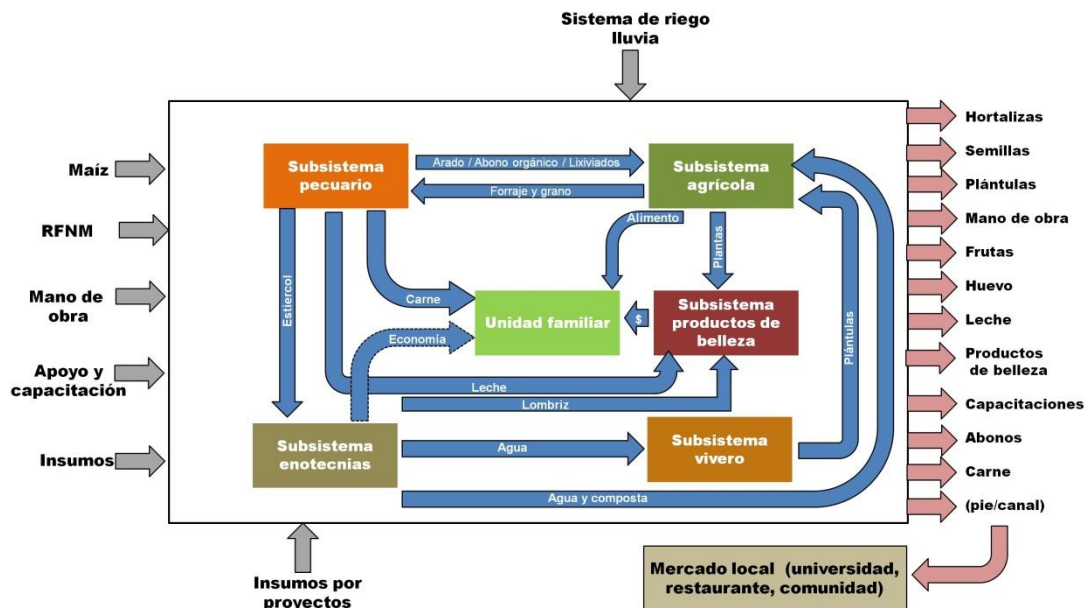 Sistema de riego
lluvia
Maíz
RFNM
Mano de
obra
Apoyo y
capacitación
Insumos
Insumos por
proyectos
Subsistema
pecuario
Arado / Abono orgánico / Lixiviados
Forraje y grano
Subsistema
agrícola
Alimento
Plantas
Estiercol
Carne
Economía
Unidad familiar
$
Subsistema
productos de
belleza
Leche
Lombriz
Plántulas
Subsistema
enotecnias
Agua
Subsistema
vivero
Agua y composta
Hortalizas
Semillas
Plántulas
Mano de obra
Frutas
Huevo
Leche
Productos
de belleza
Capacitaciones
Abonos
Carne
(pie/canal)
Mercado local (universidad,
restaurante, comunidad)